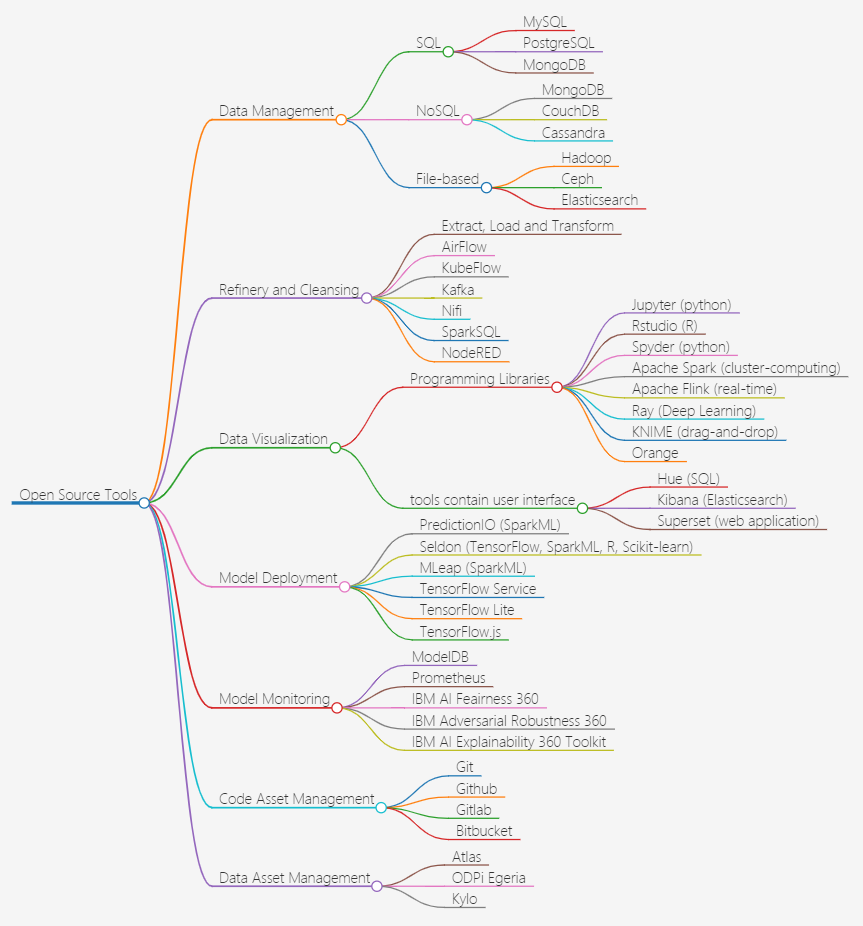 Open Source Tools
Data Management
SQL
MySQL
PostgreSQL
MongoDB
NoSQL
MongoDB
CouchDB
Cassandra
File-based
Hadoop
Ceph
Elasticsearch
Refinery and Cleansing
Extract, Load and Transform
AirFlow
KubeFlow
Kafka
Nifi
SparkSQL
NodeRED
Data Visualization
Programming Libraries
Jupyter (python)
Rstudio (R)
Spyder (python)
Apache Spark (cluster-computing)
Apache Flink (real-time)
Ray (Deep Learning)
KNIME (drag-and-drop)
Orange
tools contain user interface
Hue (SQL)
Kibana (Elasticsearch)
Superset (web application)
Model Deployment
PredictionIO (SparkML)
Seldon (TensorFlow, SparkML, R, Scikit-learn)
MLeap (SparkML)
TensorFlow Service
TensorFlow Lite
TensorFlow.js
Model Monitoring
ModelDB
Prometheus
IBM AI Feairness 360
IBM Adversarial Robustness 360
IBM AI Explainability 360 Toolkit
Code Asset Management
Git
Github
Gitlab
Bitbucket
Data Asset Management
Atlas
ODPi Egeria
Kylo